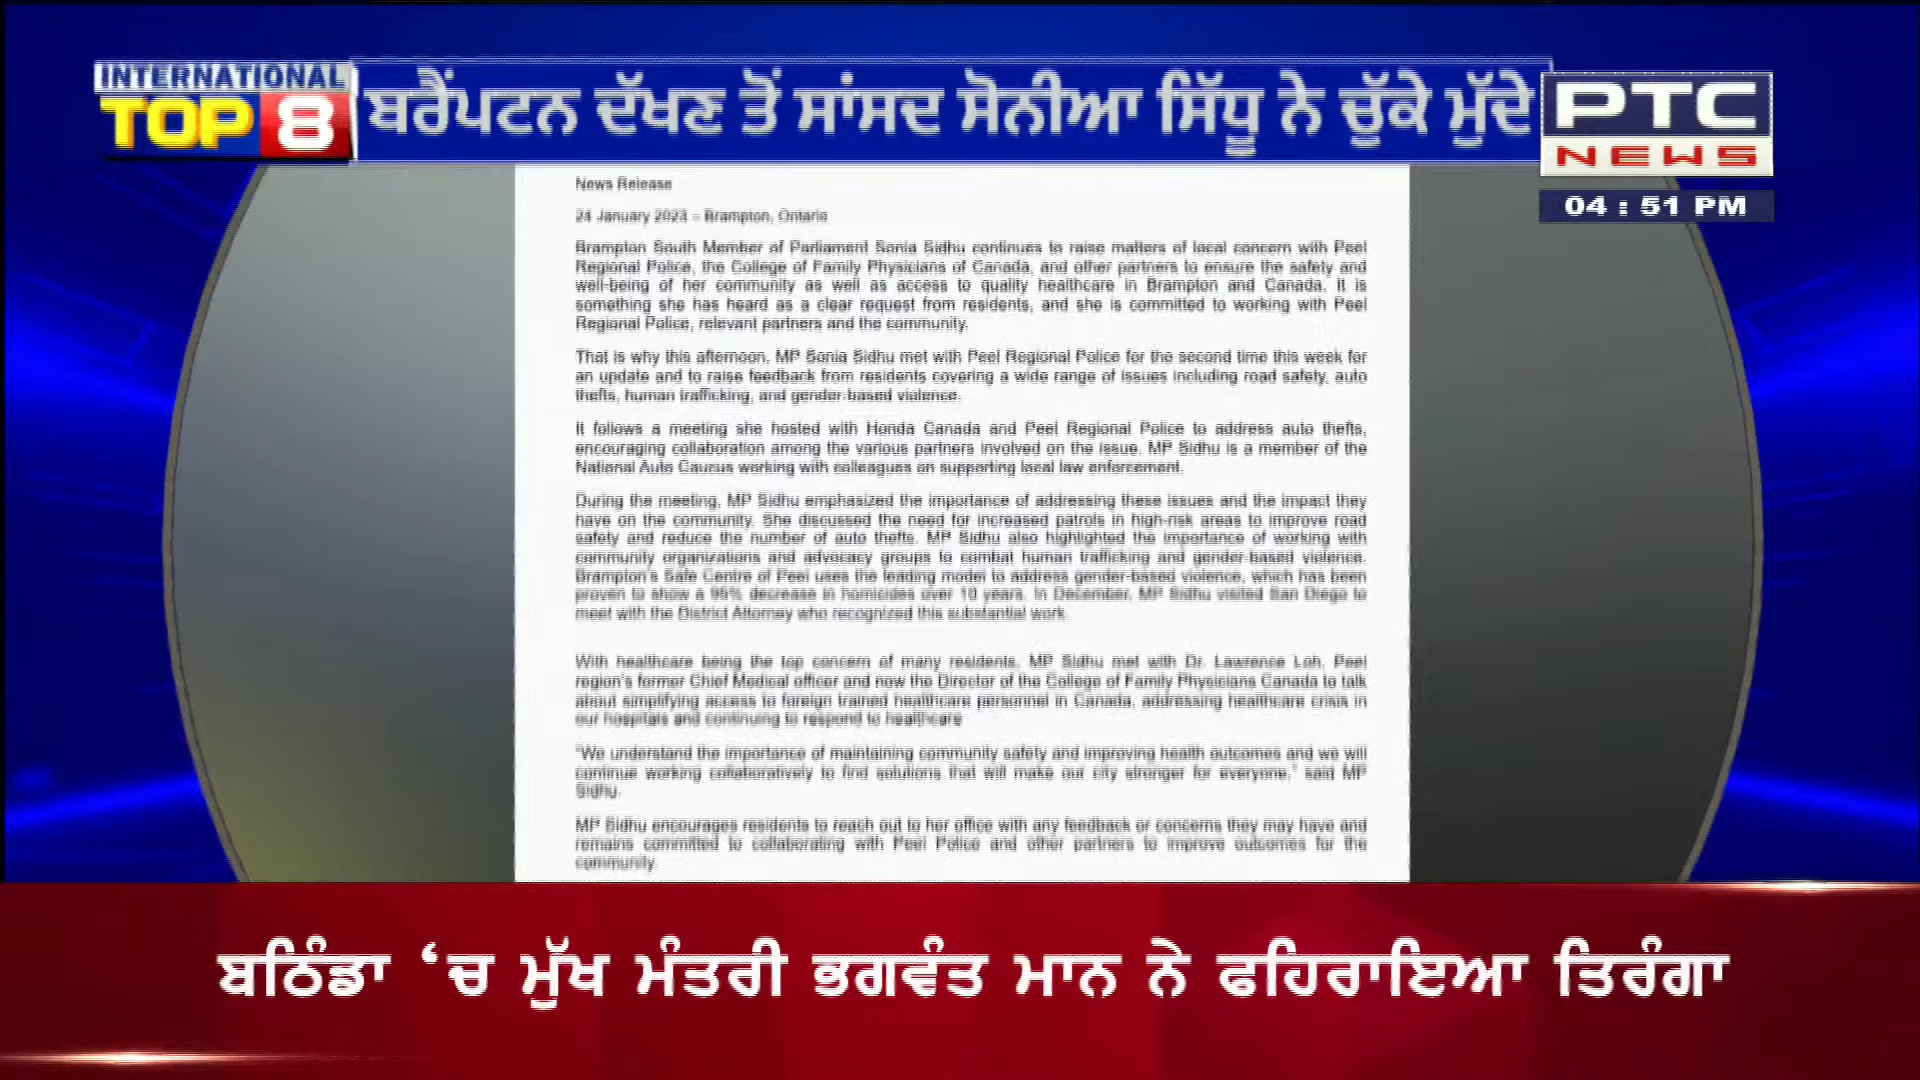 INTERNATIONAL
TOP 8
ਬਰੈਂਪਟਨ ਦੱਖਣ ਤੋਂ ਸਾਂਸਦ ਸੋਨੀਆ ਸਿੱਧੂ ਨੇ ਚੁੱਕੇ ਮੁੱਦੇ
PTC
NEWS
04 : 51 PM
News Release
24 January 2023 – Brampton, Ontario
Brampton South Member of Parliament Sonia Sidhu continues to raise matters of local concern with Peel
Regional Police, the College of Family Physicians of Canada, and other partners to ensure the safety and
well-being of her community as well as access to quality healthcare in Brampton and Canada. It is
something she has heard as a clear request from residents, and she is committed to working with Peel
Regional Police, relevant partners and the community.
That is why this afternoon, MP Sonia Sidhu met with Peel Regional Police for the second time this week for
an update and to raise feedback from residents covering a wide range of issues including road safety, auto
thefts, human trafficking, and gender-based violence.
It follows a meeting she hosted with Honda Canada and Peel Regional Police to address auto thefts,
encouraging collaboration among the various partners involved on the issue. MP Sidhu is a member of the
National Auto Caucus working with colleagues on supporting local law enforcement.
During the meeting, MP Sidhu emphasized the importance of addressing these issues and the impact they
have on the community. She discussed the need for increased patrols in high-risk areas to improve road
safety and reduce the number of auto thefts. MP Sidhu also highlighted the importance of working with
community organizations and advocacy groups to combat human trafficking and gender-based violence.
Brampton's Safe Centre of Peel uses the leading model to address gender-based violence, which has been
proven to show a 95% decrease in homicides over 10 years. In December, MP Sidhu visited San Diego to
meet with the District Attorney who recognized this substantial work.
With healthcare being the top concern of many residents, MP Sidhu met with Dr. Lawrence Loh, Peel
region's former Chief Medical officer and now the Director of the College of Family Physicians Canada to talk
about simplifying access to foreign trained healthcare personnel in Canada, addressing healthcare crisis in
our hospitals and continuing to respond to healthcare
"We understand the importance of maintaining community safety and improving health outcomes and we will
continue working collaboratively to find solutions that will make our city stronger for everyone," said MP
Sidhu.
MP Sidhu encourages residents to reach out to her office with any feedback or concerns they may have and
remains committed to collaborating with Peel Police and other partners to improve outcomes for the
community.
ਬਠਿੰਡਾ ‘ਚ ਮੁੱਖ ਮੰਤਰੀ ਭਗਵੰਤ ਮਾਨ ਨੇ ਫਹਿਰਾਇਆ ਤਿਰੰਗਾ